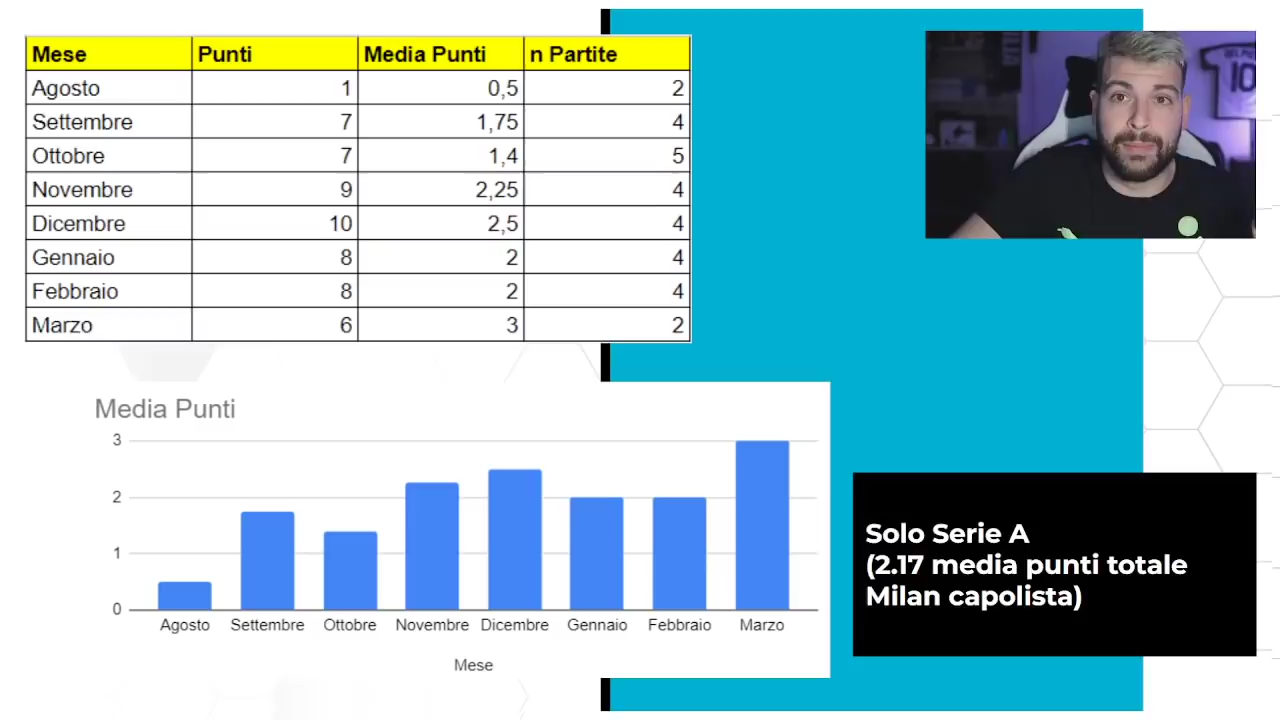 Mese Punti Media Punti n Partite
Agosto 1 0,5 2
Settembre 7 1,75 4
Ottobre 7 1,4 5
Novembre 9 2,25 4
Dicembre 10 2,5 4
Gennaio 8 2 4
Febbraio 8 2 4
Marzo 6 3 2
Media Punti
3
2
1
0
Agosto Settembre Ottobre Novembre Dicembre Gennaio Febbraio Marzo
Mese
10
Solo Serie A
(2.17 media punti totale
Milan capolista)